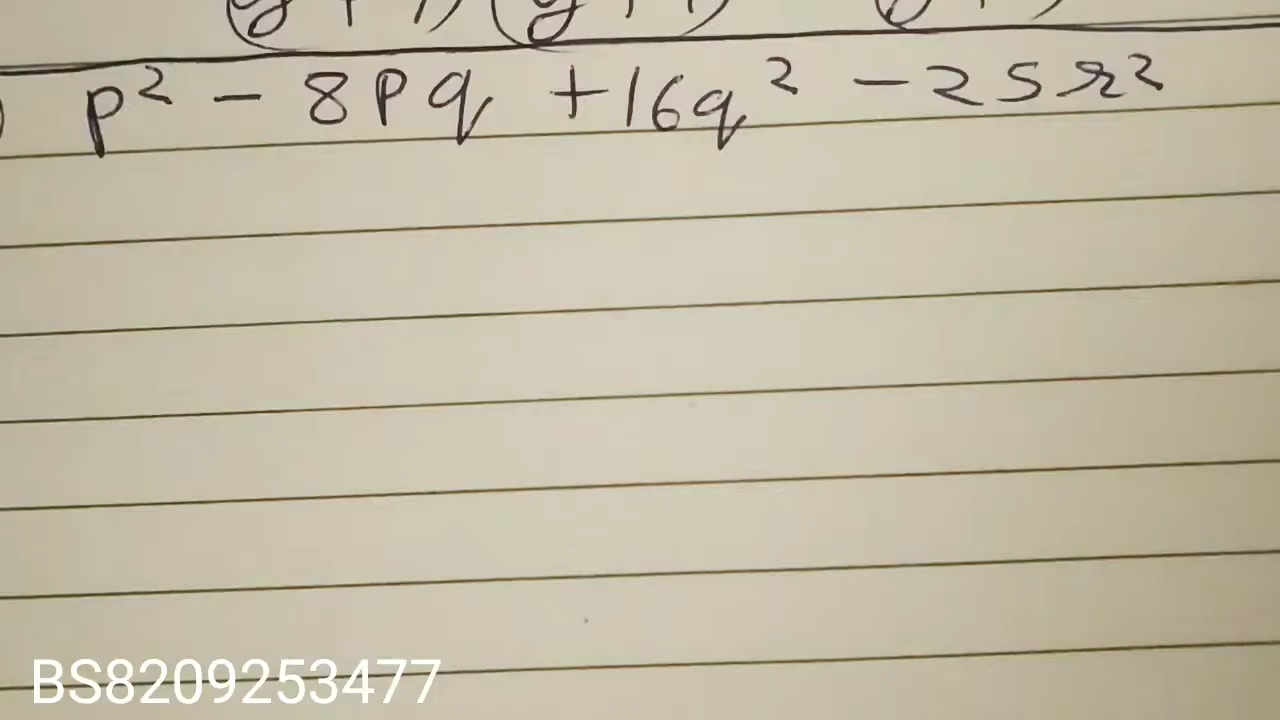 p² - 8pq + 16q² - 25r²
BS8209253477